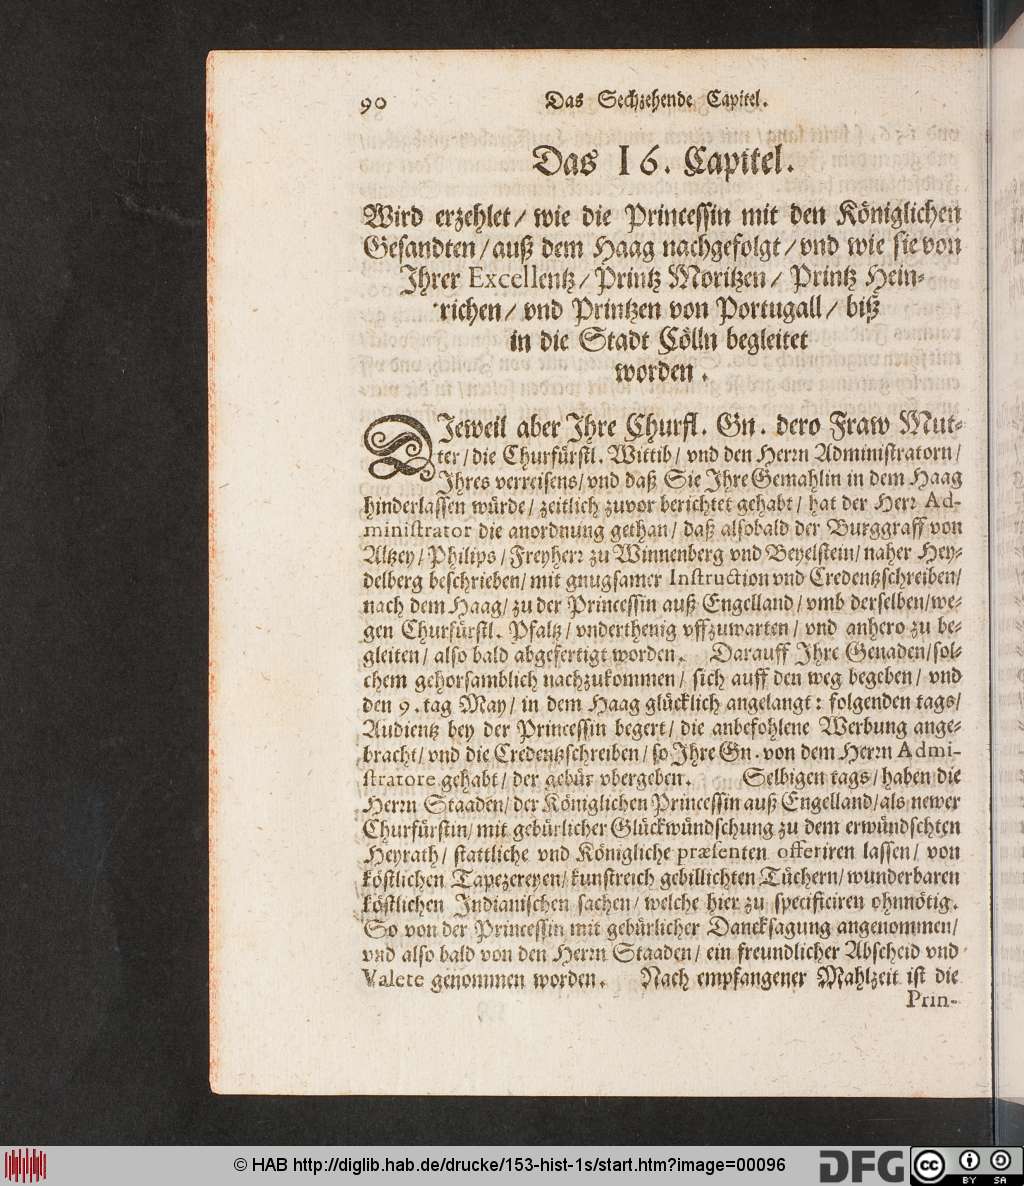 90 Das Sechzehende Capitel.
Das 16. Capitel.
Wird erzehlet/ wie die Princessin mit den Königlichen
Gesandten/ auß dem Haag nachgefolgt/ vnd wie sie von
Ihrer Excellentz/ Printz Moritzen/ Printz Hein-
richen/ vnd Printzen von Portugall/ biß
in die Stadt Cölln begleitet
worden.
DIeweil aber Ihre Churfl. Gn. dero Fraw Mut-
ter/ die Churfürstl. Wittib/ vnd den Herrn Administratorn/
Ihres verreisens/ vnd daß Sie Ihre Gemahlin in dem Haag
hinderlassen würde/ zeitlich zuvor berichtet gehabt/ hat der Herr Ad-
ministrator die anordnung gethan/ daß alsobald der Burggraff von
Altzey/ Philips/ Freyherr zu Winnenberg vnd Beyelstein/ naher Hey-
delberg beschrieben/ mit gnugsamer Instruction vnd Credentzschreiben/
nach dem Haag/ zu der Princessin auß Engelland/ vmb derselben/ we-
gen Churfürstl. Pfaltz/ vnderthenig vffzuwarten/ vnd anhero zu be-
gleiten/ also bald abgefertigt worden. Darauff Ihre Genaden/ sol-
chem gehorsamblich nachzukommen/ sich auff den weg begeben/ vnd
den 9. tag May/ in dem Haag glücklich angelangt: folgenden tags/
Audientz bey der Princessin begert/ die anbefohlene Werbung ange-
bracht/ vnd die Credentzschreiben/ so Ihre Gn. von dem Herrn Admi-
stratore gehabt/ der gebür vbergeben. Selbigen tags/ haben die
Herrn Staaden/ der Königlichen Princessin auß Engelland/ als newer
Churfürstin/ mit gebürlicher Glückwündschung zu dem erwündschten
Heyrath/ stattliche vnd Königliche præsenten offeriren lassen/ von
köstlichen Tapezereyen/ kunstreich gebillichten Tüchern/ wunderbaren
köstlichen Indianischen sachen/ welche hier zu specificiren ohnnötig.
So von der Princessin mit gebürlicher Dancksagung angenommen/
vnd also bald von den Herrn Staaden/ ein freundlicher Abscheid vnd
Valete genommen worden. Nach empfangener Mahlzeit ist die
Prin-
© HAB http://diglib.hab.de/drucke/153-hist-1s/start.htm?image=00096
DFG
cc
BY SA